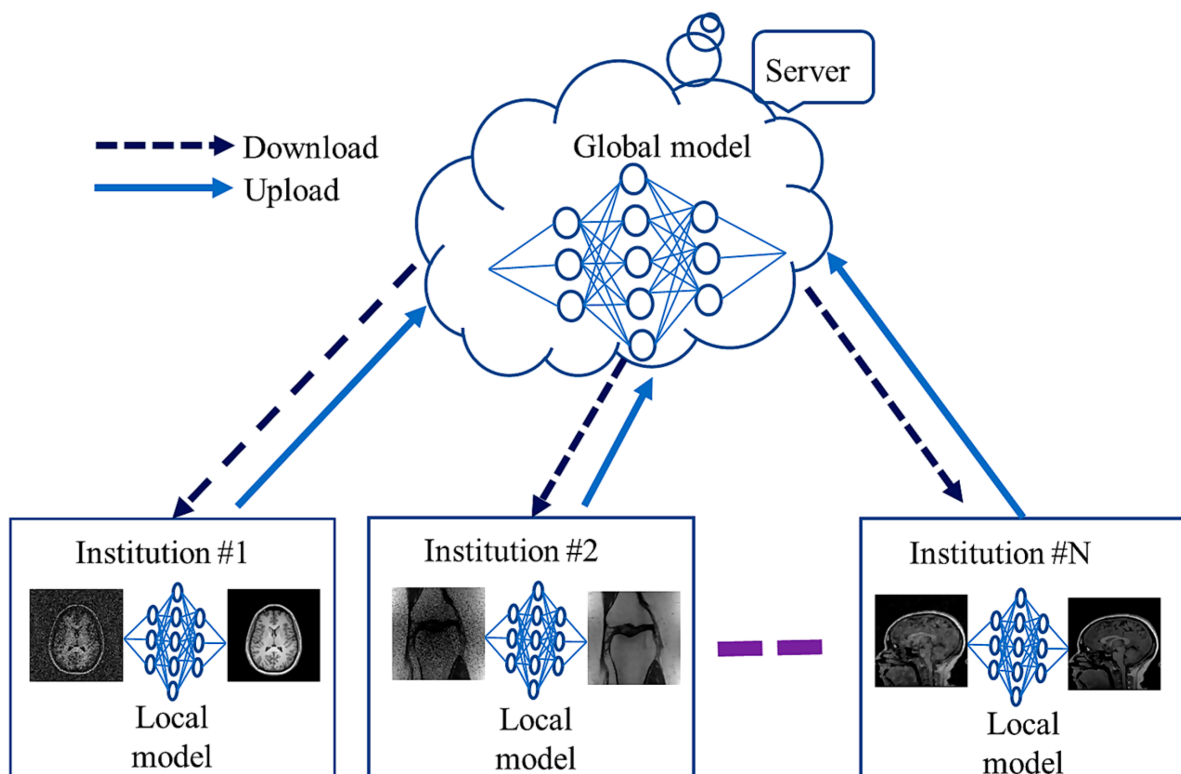 Server
Global model
Download
Upload
Institution #1
Local
model
Institution #2
Local
model
Institution #N
Local
model